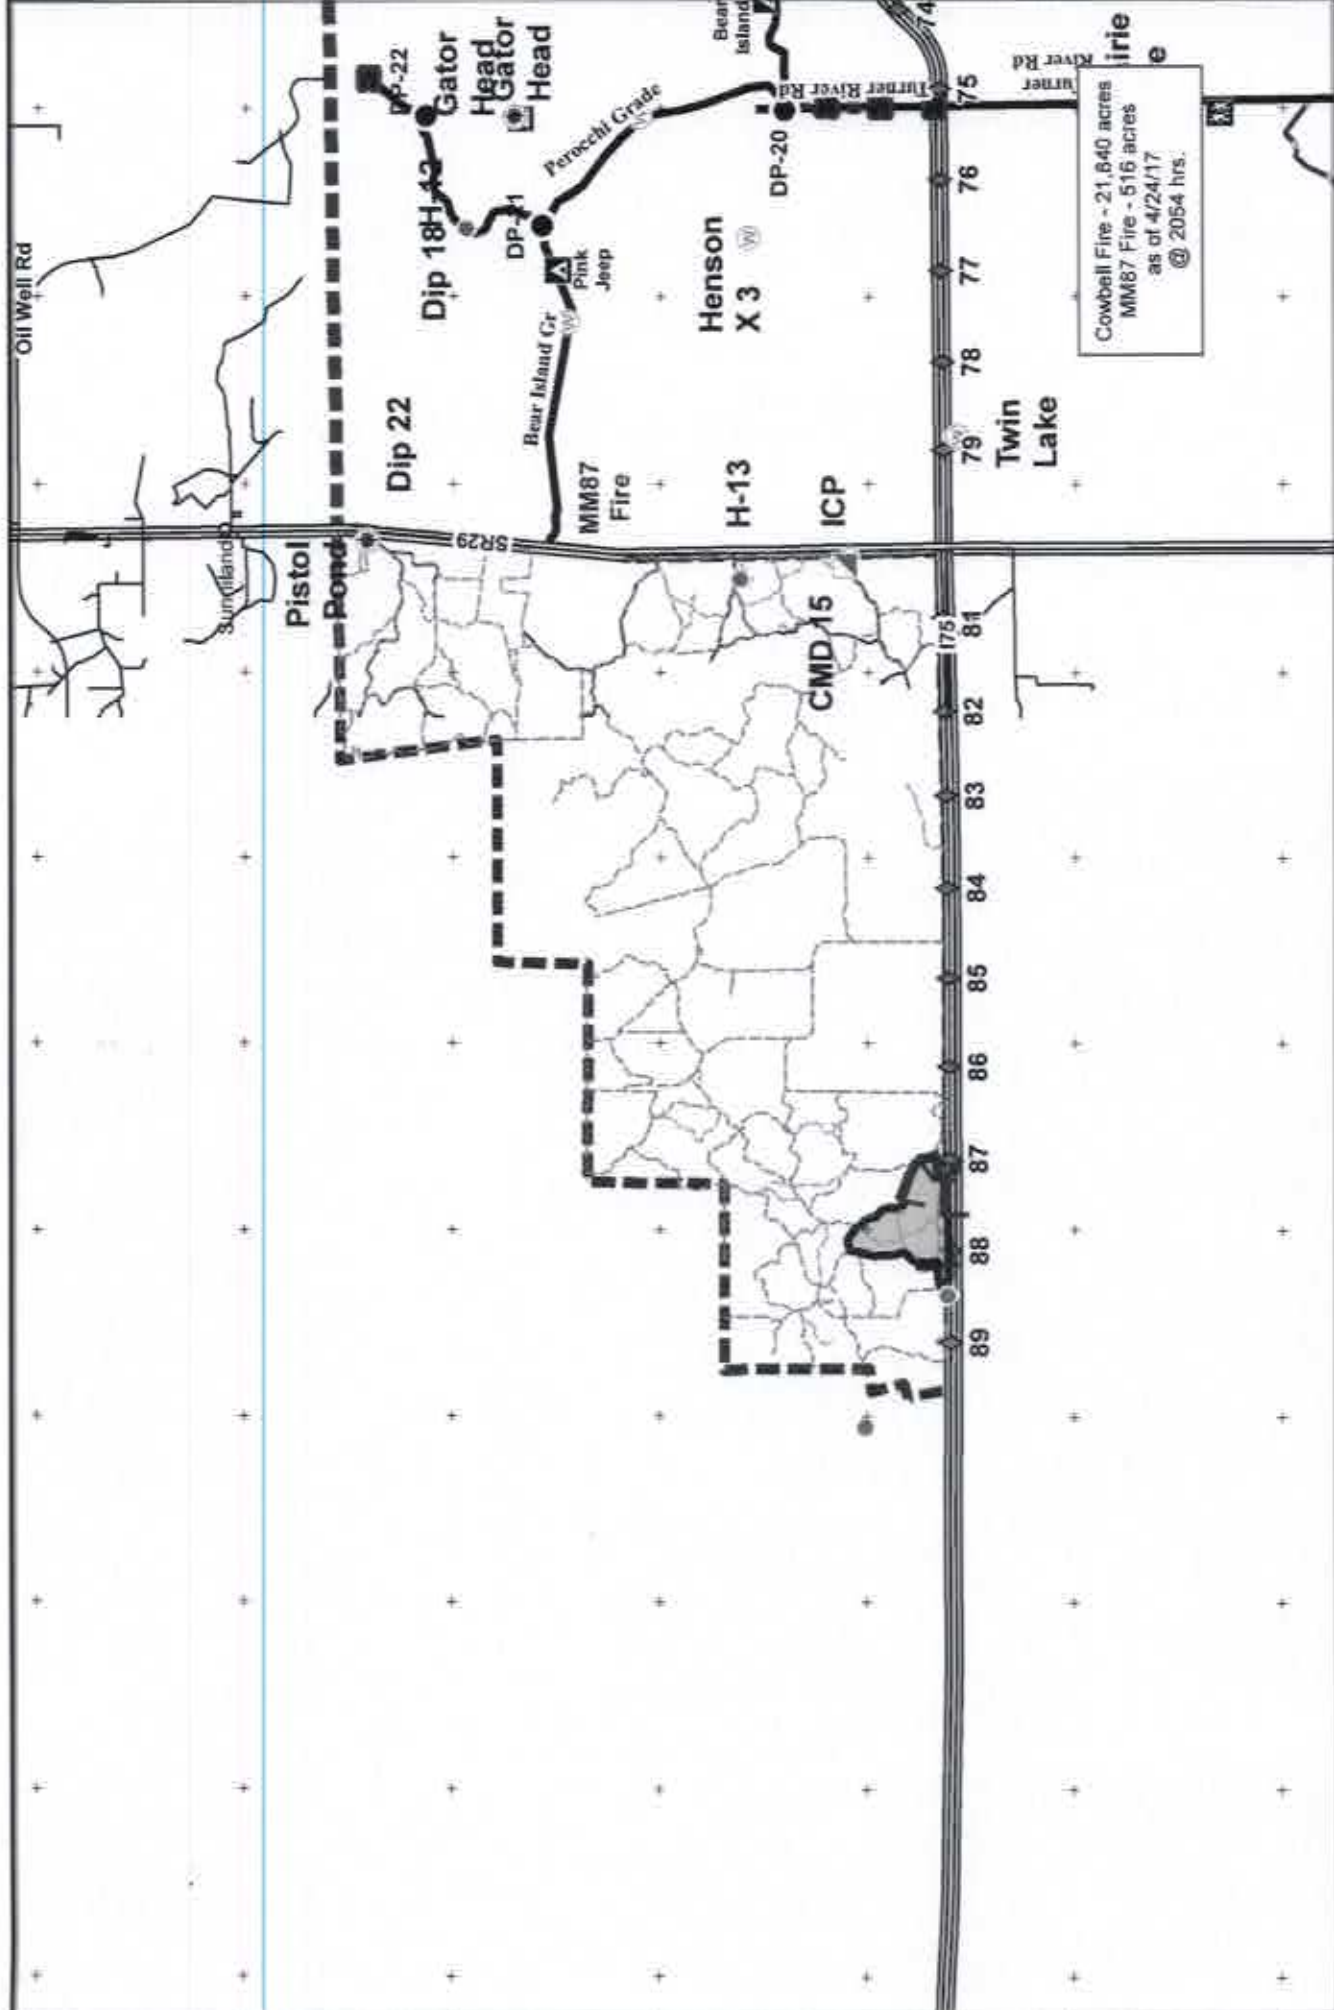 Oil Well Rd
Sunniland
Pistol
Pond
Dip 22
SR29
MM87
Fire
Bear Island Gr
Dip 18
H-12
DP-22
Gator
Head
Gator
Head
DP-21
Pink
Jeep
Perocchi Grade
Bear
Island
DP-20
Turner River Rd
Henson
X 3
H-13
ICP
CMD 15
I75
74
75
76
77
78
79
81
82
83
84
85
86
87
88
89
Twin
Lake
Turner
River Rd
irie
e
Cowbell Fire - 21,640 acres
MM87 Fire - 516 acres
as of 4/24/17
@ 2054 hrs.